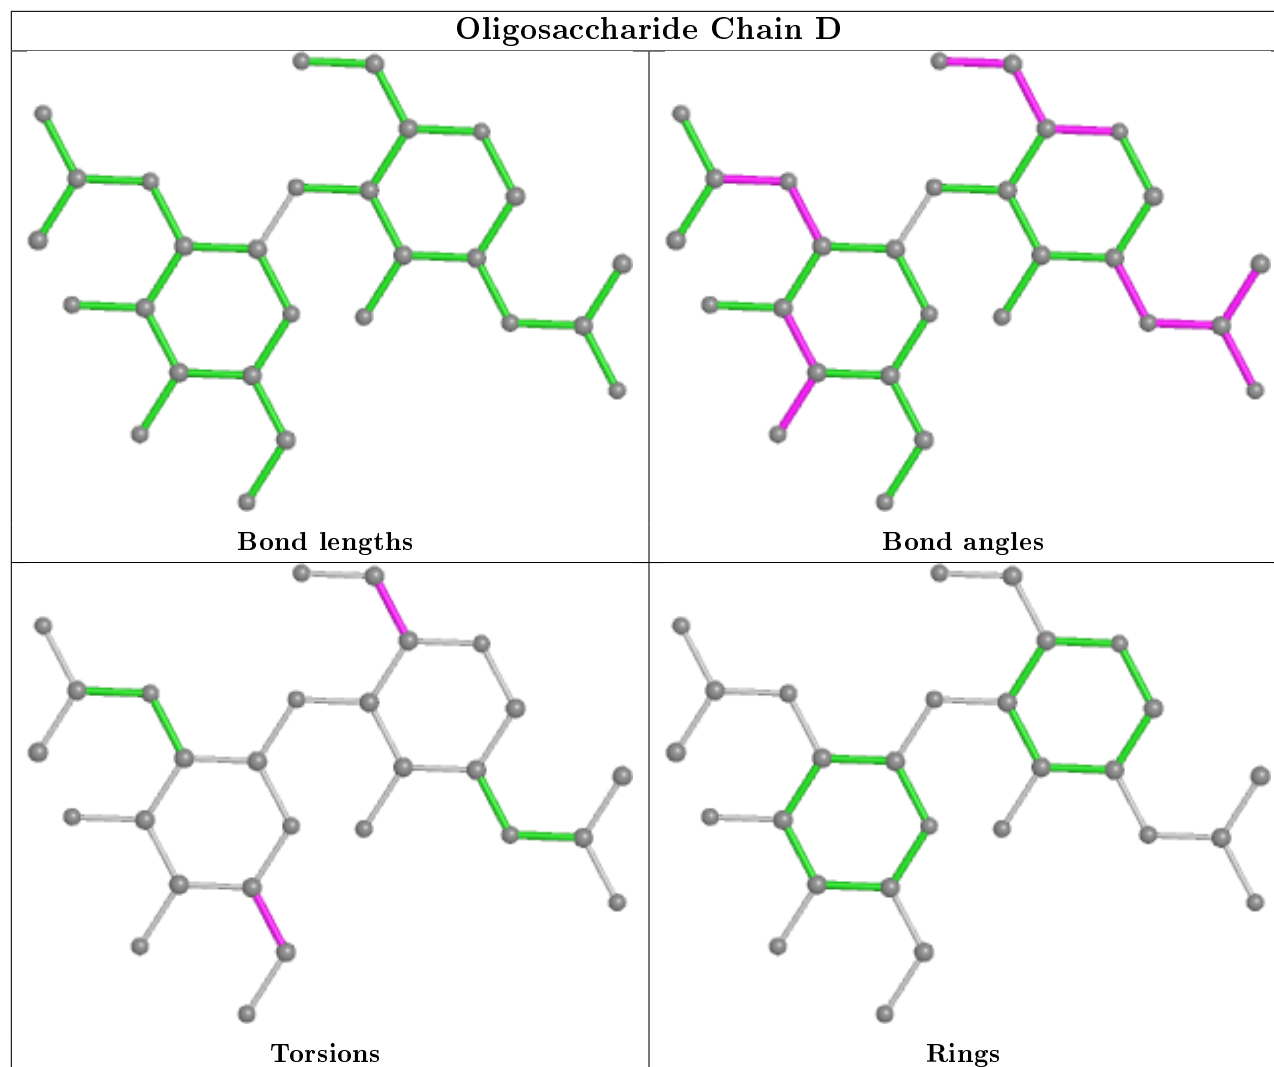 Oligosaccharide Chain D
Bond lengths
Bond angles
Torsions
Rings